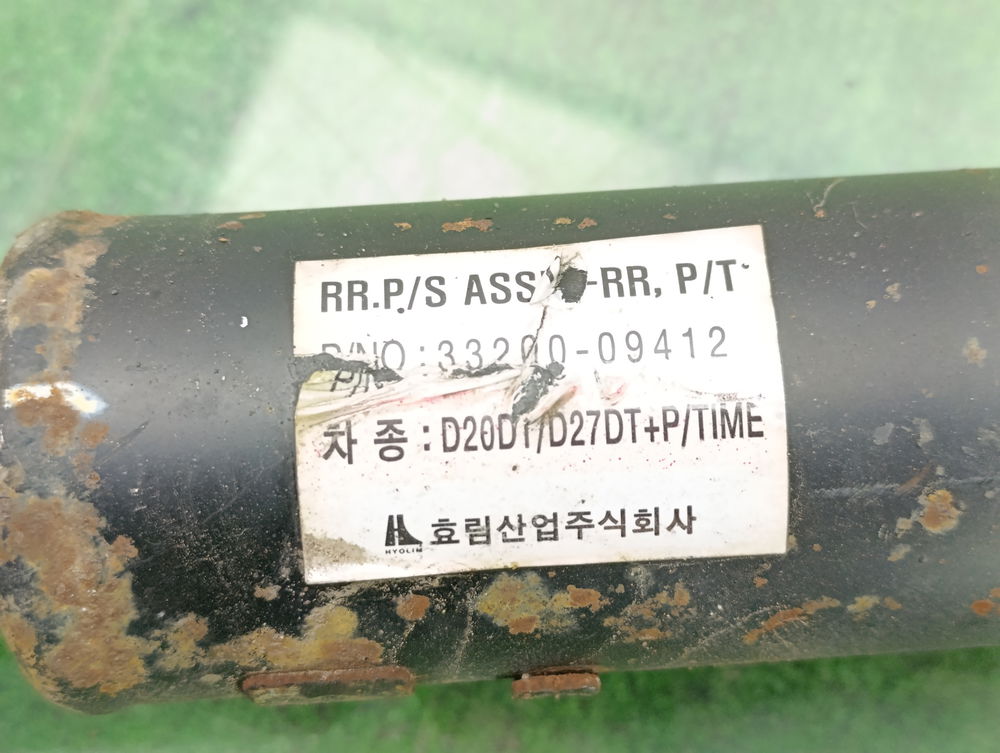 RR.P/S ASSY-RR, P/T
P/NO : 33200-09412
차 종 : D20DT/D27DT+P/TIME
HYOLIM 효림산업주식회사